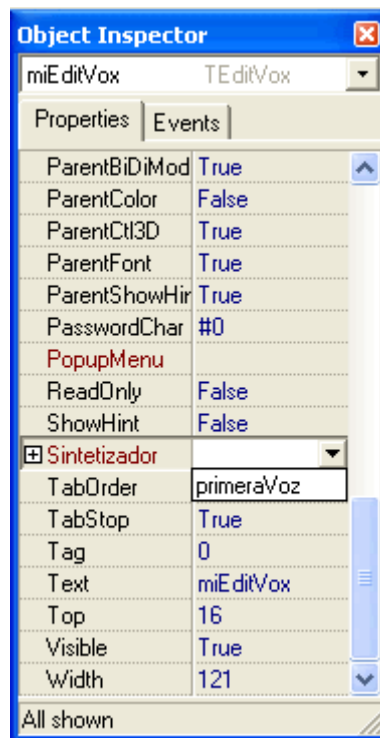 Object Inspector
miEditVox TEditVox
Properties Events
ParentBiDiMod True
ParentColor False
ParentCtl3D True
ParentFont True
ParentShowHir True
PasswordChar #0
PopupMenu
ReadOnly False
ShowHint False
Sintetizador
TabOrder primeraVoz
TabStop True
Tag 0
Text miEditVox
Top 16
Visible True
Width 121
All shown